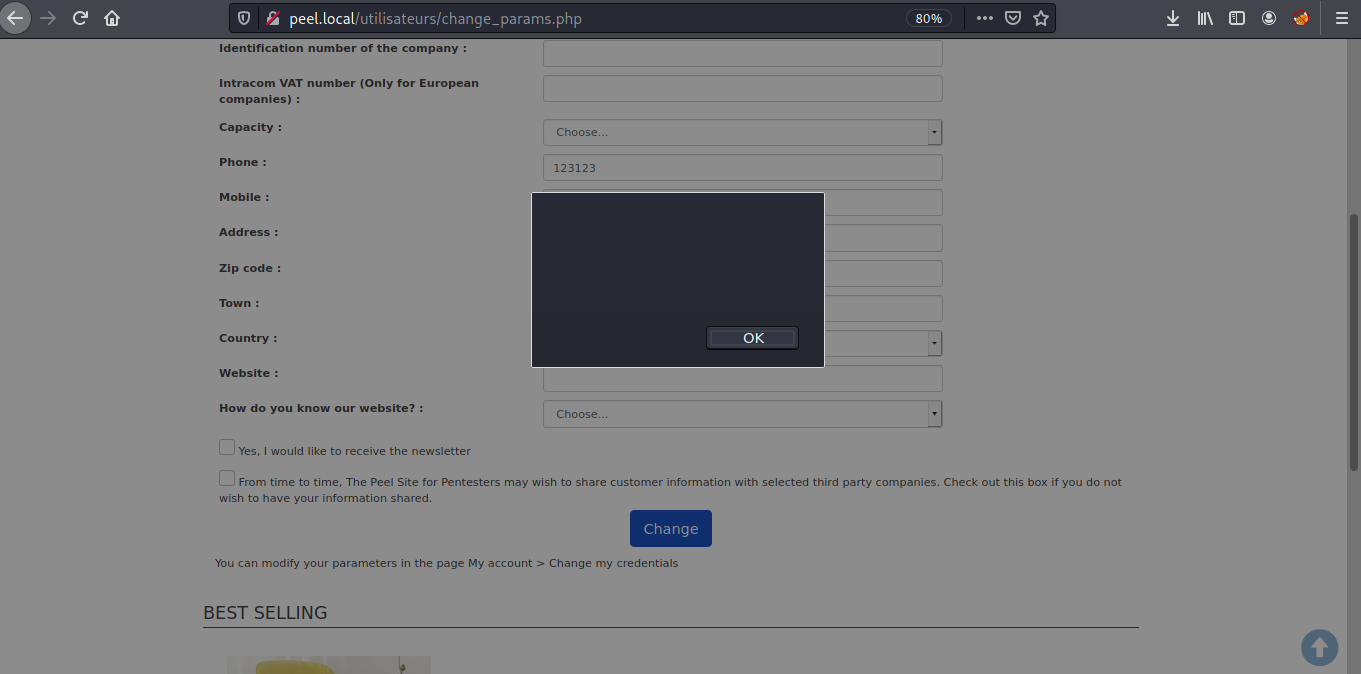 peel.local/utilisateurs/change_params.php
80%
Identification number of the company :
Intracom VAT number (Only for European
companies) :
Capacity :
Choose...
Phone :
123123
Mobile :
Address :
Zip code :
Town :
Country :
Website :
How do you know our website? :
Choose...
OK
Yes, I would like to receive the newsletter
From time to time, The Peel Site for Pentesters may wish to share customer information with selected third party companies. Check out this box if you do not
wish to have your information shared.
Change
You can modify your parameters in the page My account > Change my credentials
BEST SELLING